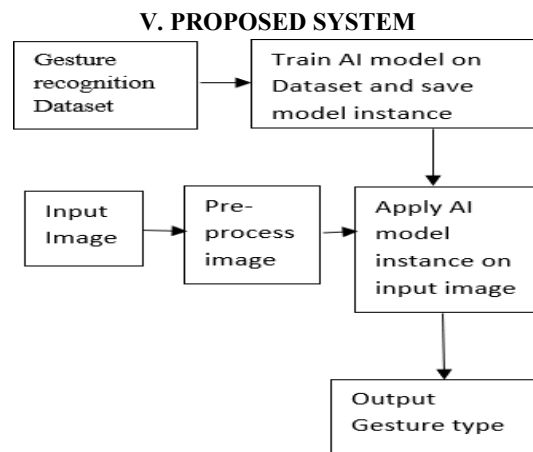 V. PROPOSED SYSTEM
Gesture
recognition
Dataset
Train AI model on
Dataset and save
model instance
Input
Image
Pre-
process
image
Apply AI
model
instance on
input image
Output
Gesture type